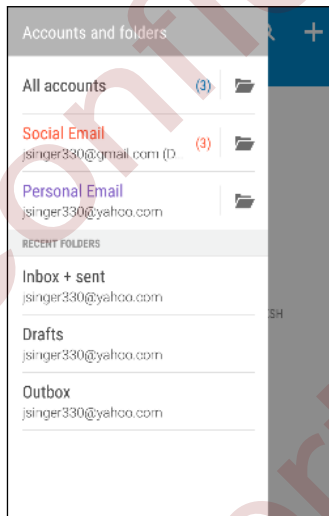 Accounts and folders
All accounts (3)
Social Email (3)
jsinger330@gmail.com (D...
Personal Email
jsinger330@yahoo.com
RECENT FOLDERS
Inbox + sent
jsinger330@yahoo.com
ESH
Drafts
jsinger330@yahoo.com
Outbox
jsinger330@yahoo.com